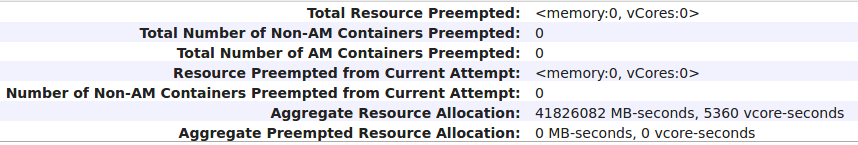 Total Resource Preempted: <memory:0, vCores:0>
Total Number of Non-AM Containers Preempted: 0
Total Number of AM Containers Preempted: 0
Resource Preempted from Current Attempt: <memory:0, vCores:0>
Number of Non-AM Containers Preempted from Current Attempt: 0
Aggregate Resource Allocation: 41826082 MB-seconds, 5360 vcore-seconds
Aggregate Preempted Resource Allocation: 0 MB-seconds, 0 vcore-seconds